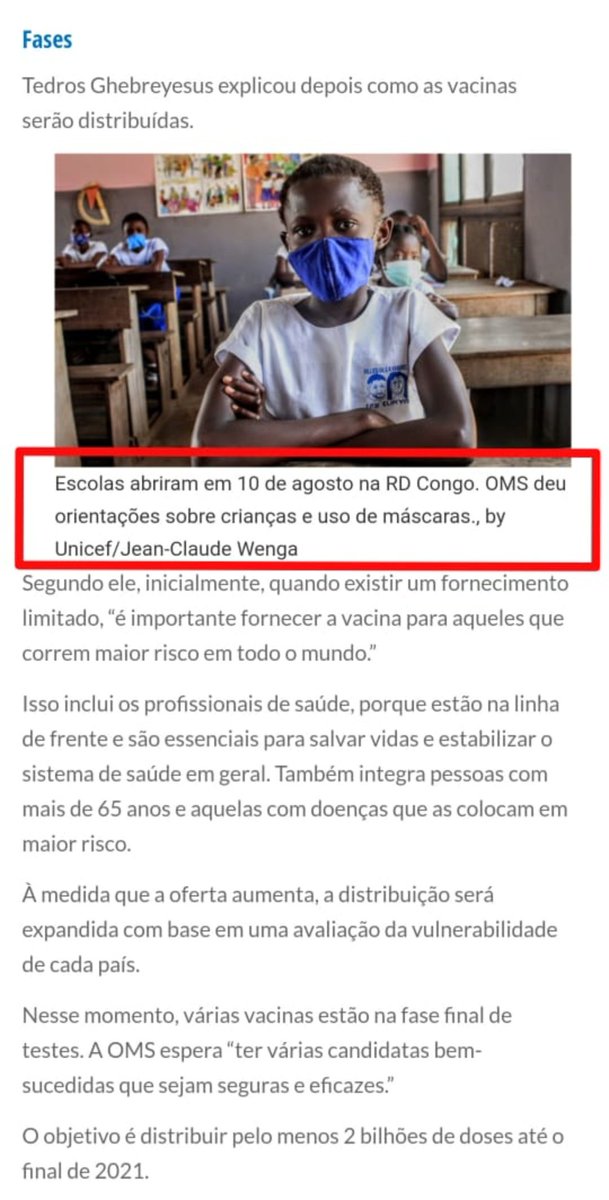 Fases
Tedros Ghebreyesus explicou depois como as vacinas
serão distribuídas.
Escolas abriram em 10 de agosto na RD Congo. OMS deu
orientações sobre crianças e uso de máscaras., by
Unicef/Jean-Claude Wenga
Segundo ele, inicialmente, quando existir um fornecimento
limitado, “é importante fornecer a vacina para aqueles que
correm maior risco em todo o mundo.”
Isso inclui os profissionais de saúde, porque estão na linha
de frente e são essenciais para salvar vidas e estabilizar o
sistema de saúde em geral. Também integra pessoas com
mais de 65 anos e aquelas com doenças que as colocam em
maior risco.
À medida que a oferta aumenta, a distribuição será
expandida com base em uma avaliação da vulnerabilidade
de cada país.
Nesse momento, várias vacinas estão na fase final de
testes. A OMS espera “ter várias candidatas bem-
sucedidas que sejam seguras e eficazes.”
O objetivo é distribuir pelo menos 2 bilhões de doses até o
final de 2021.